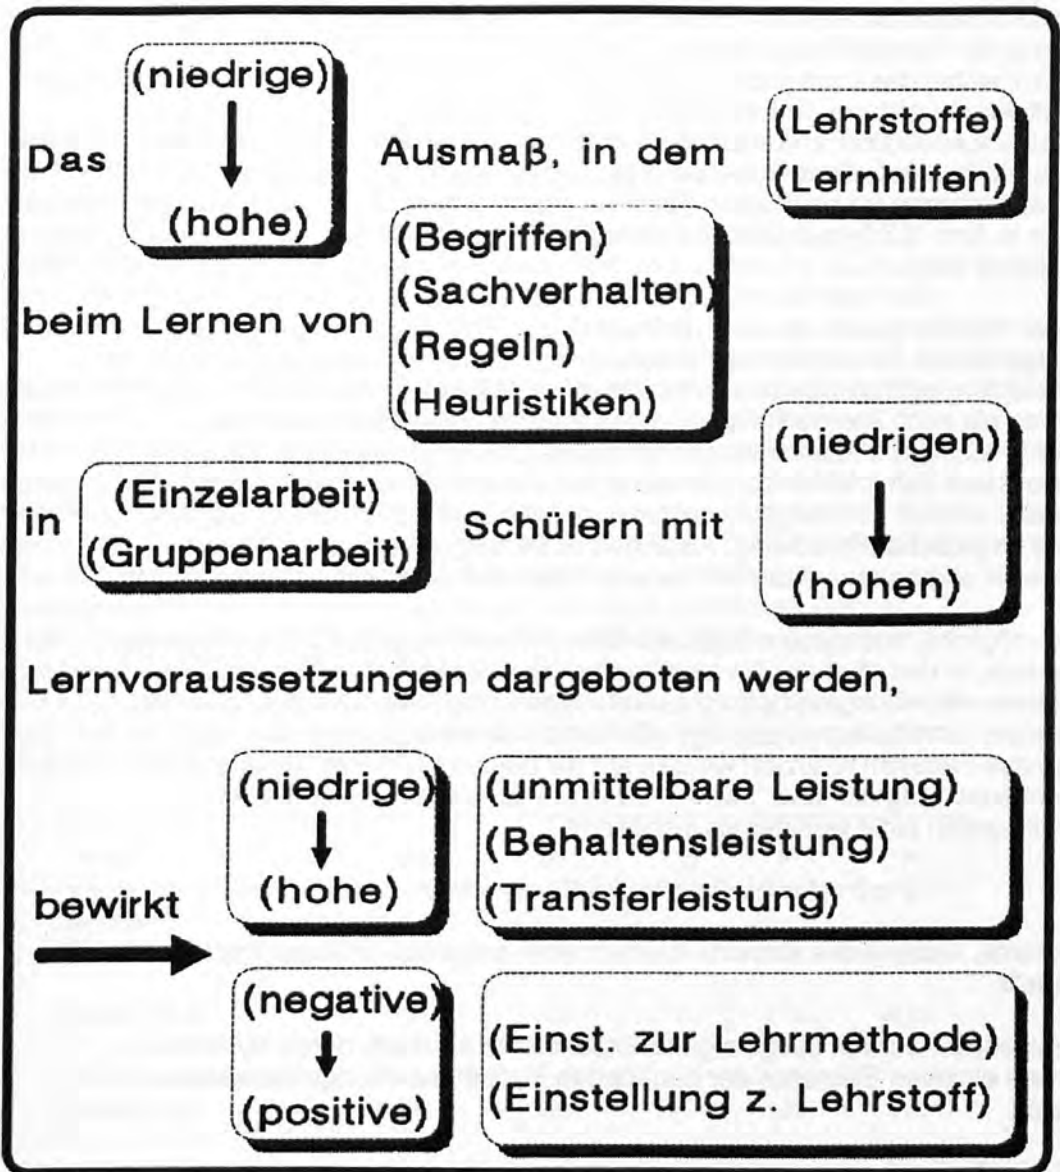 Das
(niedrige)
(hohe)
Ausmaß, in dem
(Lehrstoffe)
(Lernhilfen)
beim Lernen von
(Begriffen)
(Sachverhalten)
(Regeln)
(Heuristiken)
in
(Einzelarbeit)
(Gruppenarbeit)
Schülern mit
(niedrigen)
(hohen)
Lernvoraussetzungen dargeboten werden,
bewirkt
(niedrige)
(hohe)
(unmittelbare Leistung)
(Behaltensleistung)
(Transferleistung)
(negative)
(positive)
(Einst. zur Lehrmethode)
(Einstellung z. Lehrstoff)